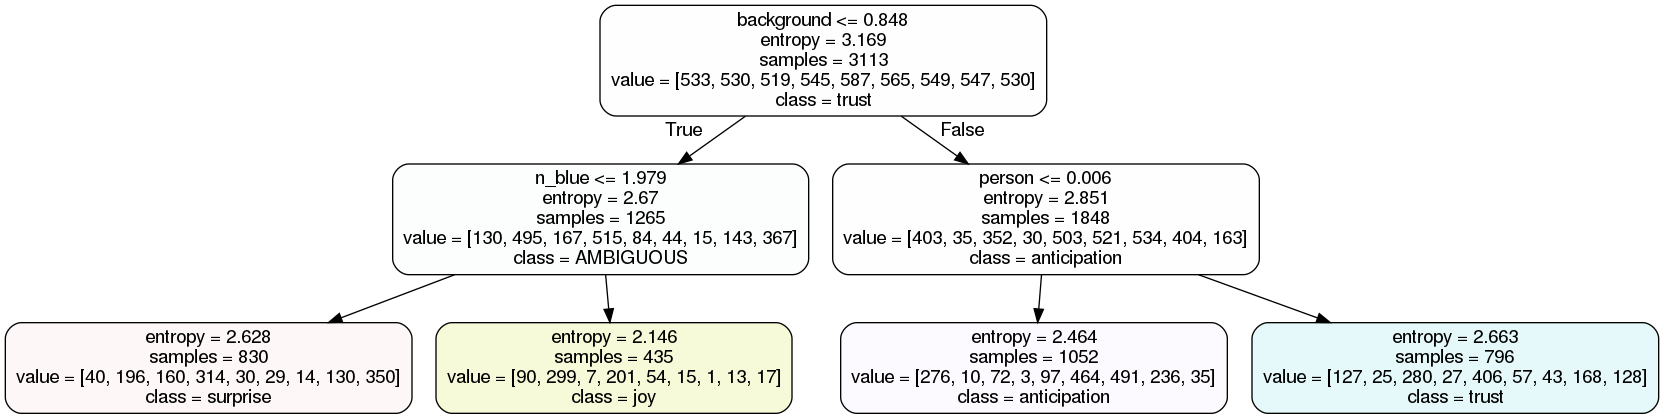 background <= 0.848
entropy = 3.169
samples = 3113
value = [533, 530, 519, 545, 587, 565, 549, 547, 530]
class = trust
True
False
n_blue <= 1.979
entropy = 2.67
samples = 1265
value = [130, 495, 167, 515, 84, 44, 15, 143, 367]
class = AMBIGUOUS
person <= 0.006
entropy = 2.851
samples = 1848
value = [403, 35, 352, 30, 503, 521, 534, 404, 163]
class = anticipation
entropy = 2.628
samples = 830
value = [40, 196, 160, 314, 30, 29, 14, 130, 350]
class = surprise
entropy = 2.146
samples = 435
value = [90, 299, 7, 201, 54, 15, 1, 13, 17]
class = joy
entropy = 2.464
samples = 1052
value = [276, 10, 72, 3, 97, 464, 491, 236, 35]
class = anticipation
entropy = 2.663
samples = 796
value = [127, 25, 280, 27, 406, 57, 43, 168, 128]
class = trust